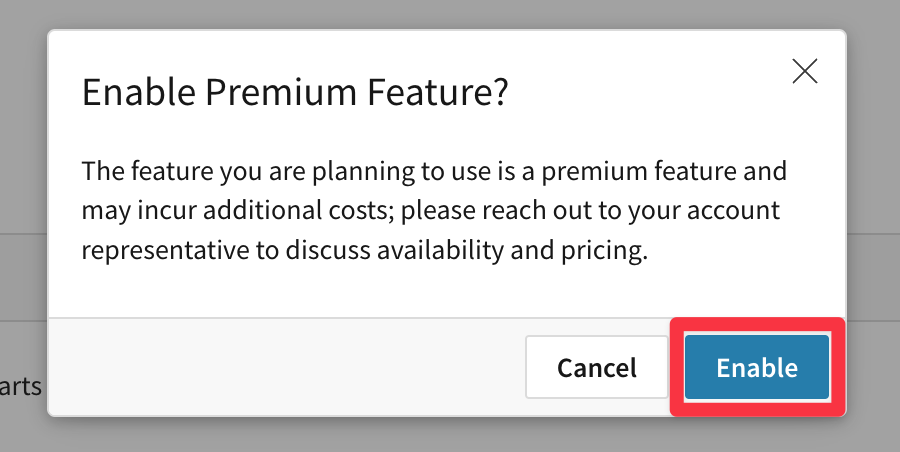 Enable Premium Feature?
The feature you are planning to use is a premium feature and
may incur additional costs; please reach out to your account
representative to discuss availability and pricing.
arts
Cancel
Enable